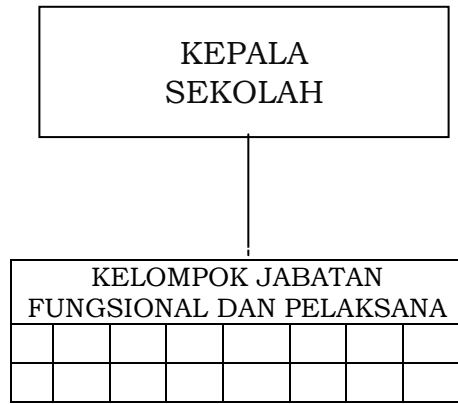 KEPALA
SEKOLAH
KELOMPOK JABATAN
FUNGSIONAL DAN PELAKSANA